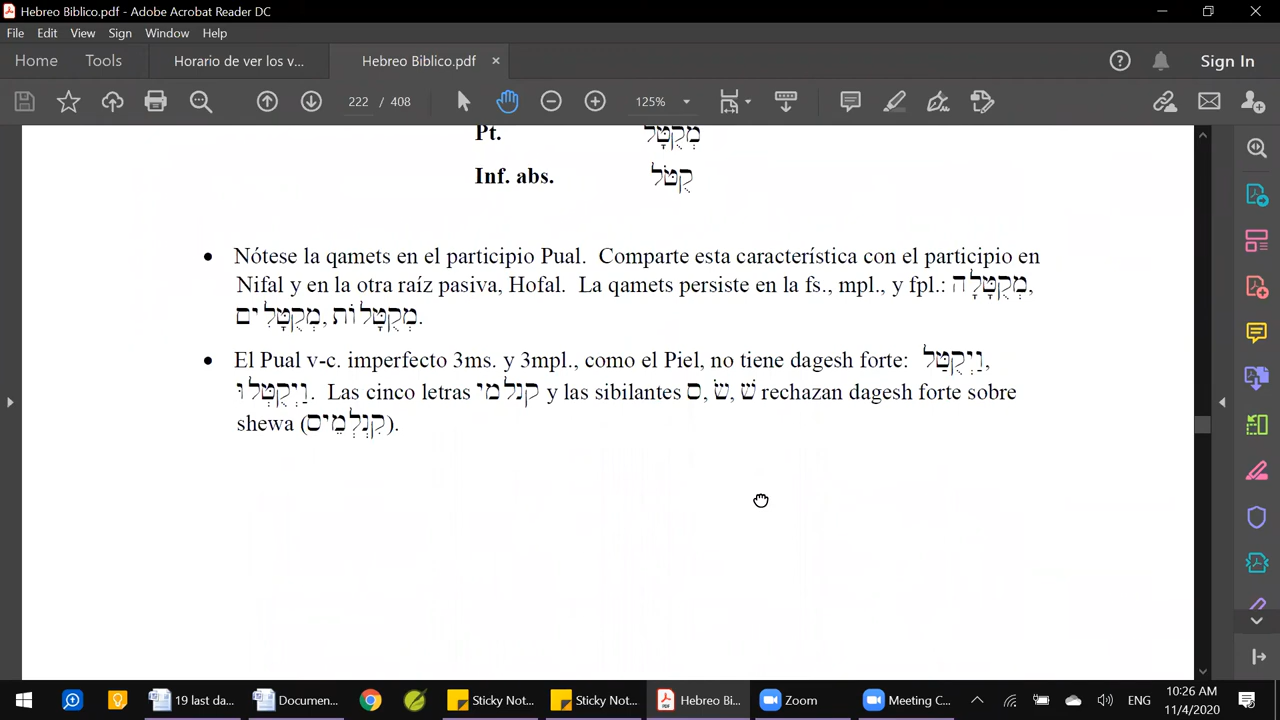 Hebreo Biblico.pdf - Adobe Acrobat Reader DC
File Edit View Sign Window Help
Home Tools Horario de ver los v... Hebreo Biblico.pdf × Sign In
222 / 408 125%
Pt. מְקֻטָּל
Inf. abs. קֻטֹּל
• Nótese la qamets en el participio Pual. Comparte esta característica con el participio en
Nifal y en la otra raíz pasiva, Hofal. La qamets persiste en la fs., mpl., y fpl.: מְקֻטָּלָה,
מְקֻטָּלִים, מְקֻטָּלוֹת.
• El Pual v-c. imperfecto 3ms. y 3mpl., como el Piel, no tiene dagesh forte: וַיְקֻטַּל,
וַיְקֻטְּלוּ. Las cinco letras קנלמי y las sibilantes ס, שׂ, שׁ rechazan dagesh forte sobre
shewa (קִנְלְמֵיס).
19 last da... Documen... Sticky Not... Sticky Not... Hebreo Bi... Zoom Meeting C... ENG 10:26 AM
11/4/2020